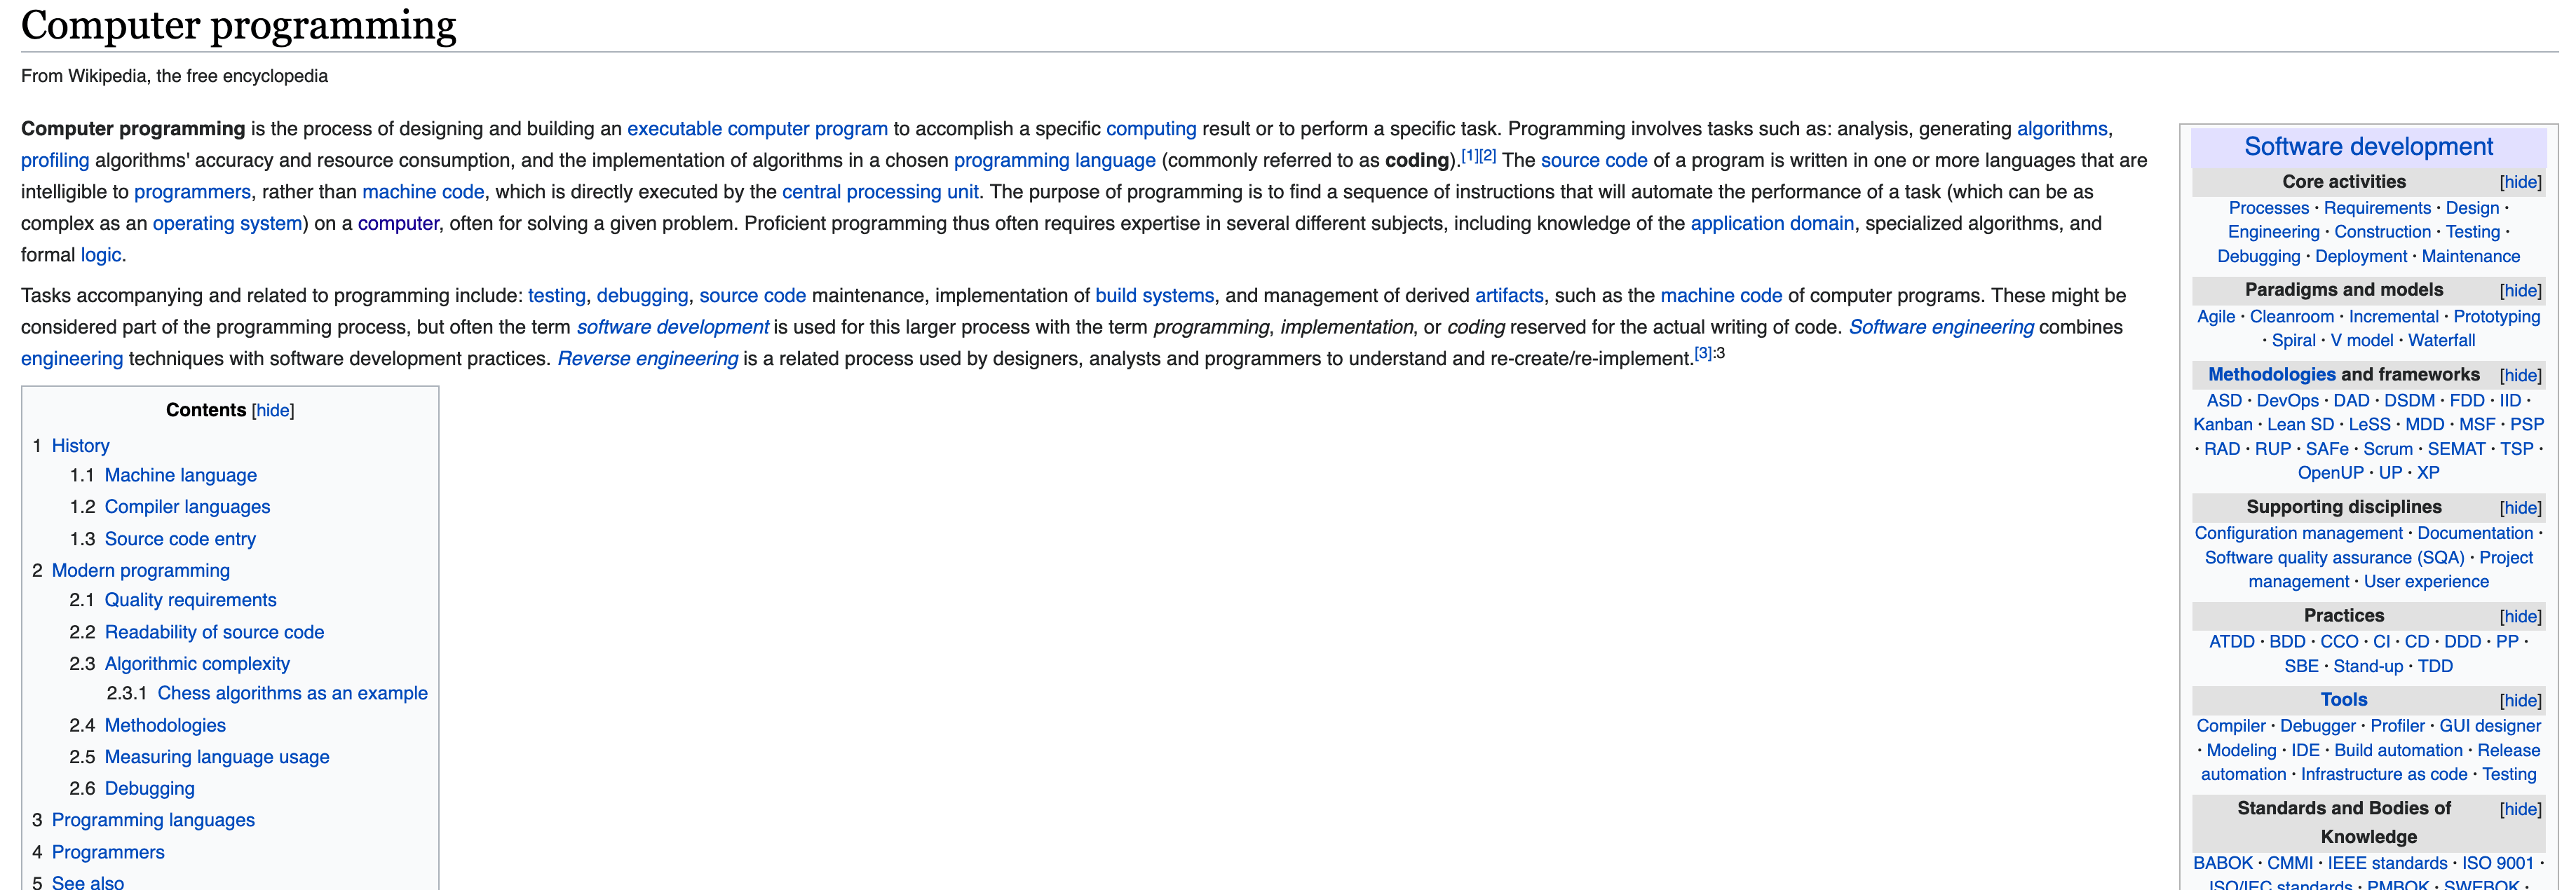 Computer programming
From Wikipedia, the free encyclopedia
Computer programming is the process of designing and building an executable computer program to accomplish a specific computing result or to perform a specific task. Programming involves tasks such as: analysis, generating algorithms,
profiling algorithms' accuracy and resource consumption, and the implementation of algorithms in a chosen programming language (commonly referred to as coding).[1][2] The source code of a program is written in one or more languages that are
intelligible to programmers, rather than machine code, which is directly executed by the central processing unit. The purpose of programming is to find a sequence of instructions that will automate the performance of a task (which can be as
complex as an operating system) on a computer, often for solving a given problem. Proficient programming thus often requires expertise in several different subjects, including knowledge of the application domain, specialized algorithms, and
formal logic.
Tasks accompanying and related to programming include: testing, debugging, source code maintenance, implementation of build systems, and management of derived artifacts, such as the machine code of computer programs. These might be
considered part of the programming process, but often the term software development is used for this larger process with the term programming, implementation, or coding reserved for the actual writing of code. Software engineering combines
engineering techniques with software development practices. Reverse engineering is a related process used by designers, analysts and programmers to understand and re-create/re-implement.[3]:3
Contents [hide]
1 History
1.1 Machine language
1.2 Compiler languages
1.3 Source code entry
2 Modern programming
2.1 Quality requirements
2.2 Readability of source code
2.3 Algorithmic complexity
2.3.1 Chess algorithms as an example
2.4 Methodologies
2.5 Measuring language usage
2.6 Debugging
3 Programming languages
4 Programmers
5 See also
Software development
Core activities [hide]
Processes · Requirements · Design ·
Engineering · Construction · Testing ·
Debugging · Deployment · Maintenance
Paradigms and models [hide]
Agile · Cleanroom · Incremental · Prototyping
· Spiral · V model · Waterfall
Methodologies and frameworks [hide]
ASD · DevOps · DAD · DSDM · FDD · IID ·
Kanban · Lean SD · LeSS · MDD · MSF · PSP
· RAD · RUP · SAFe · Scrum · SEMAT · TSP ·
OpenUP · UP · XP
Supporting disciplines [hide]
Configuration management · Documentation ·
Software quality assurance (SQA) · Project
management · User experience
Practices [hide]
ATDD · BDD · CCO · CI · CD · DDD · PP ·
SBE · Stand-up · TDD
Tools [hide]
Compiler · Debugger · Profiler · GUI designer
· Modeling · IDE · Build automation · Release
automation · Infrastructure as code · Testing
Standards and Bodies of [hide]
Knowledge
BABOK · CMMI · IEEE standards · ISO 9001 ·
ISO/IEC standards · PMBOK · SWEBOK ·